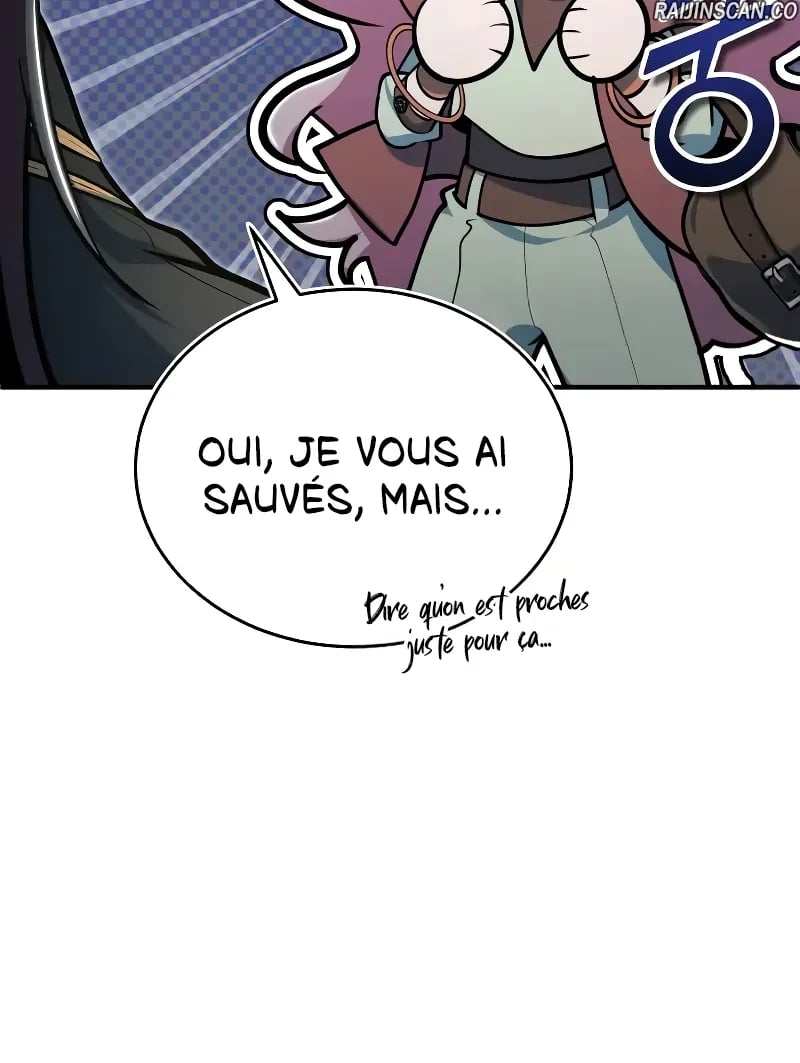 RAIJINSCAN.CO
OUI, JE VOUS AI
SAUVÉS, MAIS...
Dire qu'on est proches
juste pour ça...